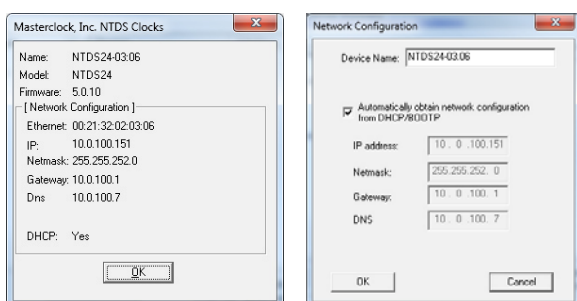 Masterclock, Inc. NTDS Clocks
Name: NTDS24-03:06
Model: NTDS24
Firmware: 5.0.10
[ Network Configuration ]
Ethernet: 00:21:32:02:03:06
IP: 10.0.100.151
Netmask: 255.255.252.0
Gateway: 10.0.100.1
Dns 10.0.100.7
DHCP: Yes
OK
Network Configuration
Device Name: NTDS24-03:06
Automatically obtain network configuration
from DHCP/BOOTP
IP address: 10 . 0 .100.151
Netmask: 255.255.252. 0
Gateway: 10 . 0 .100. 1
DNS 10 . 0 .100. 7
OK Cancel